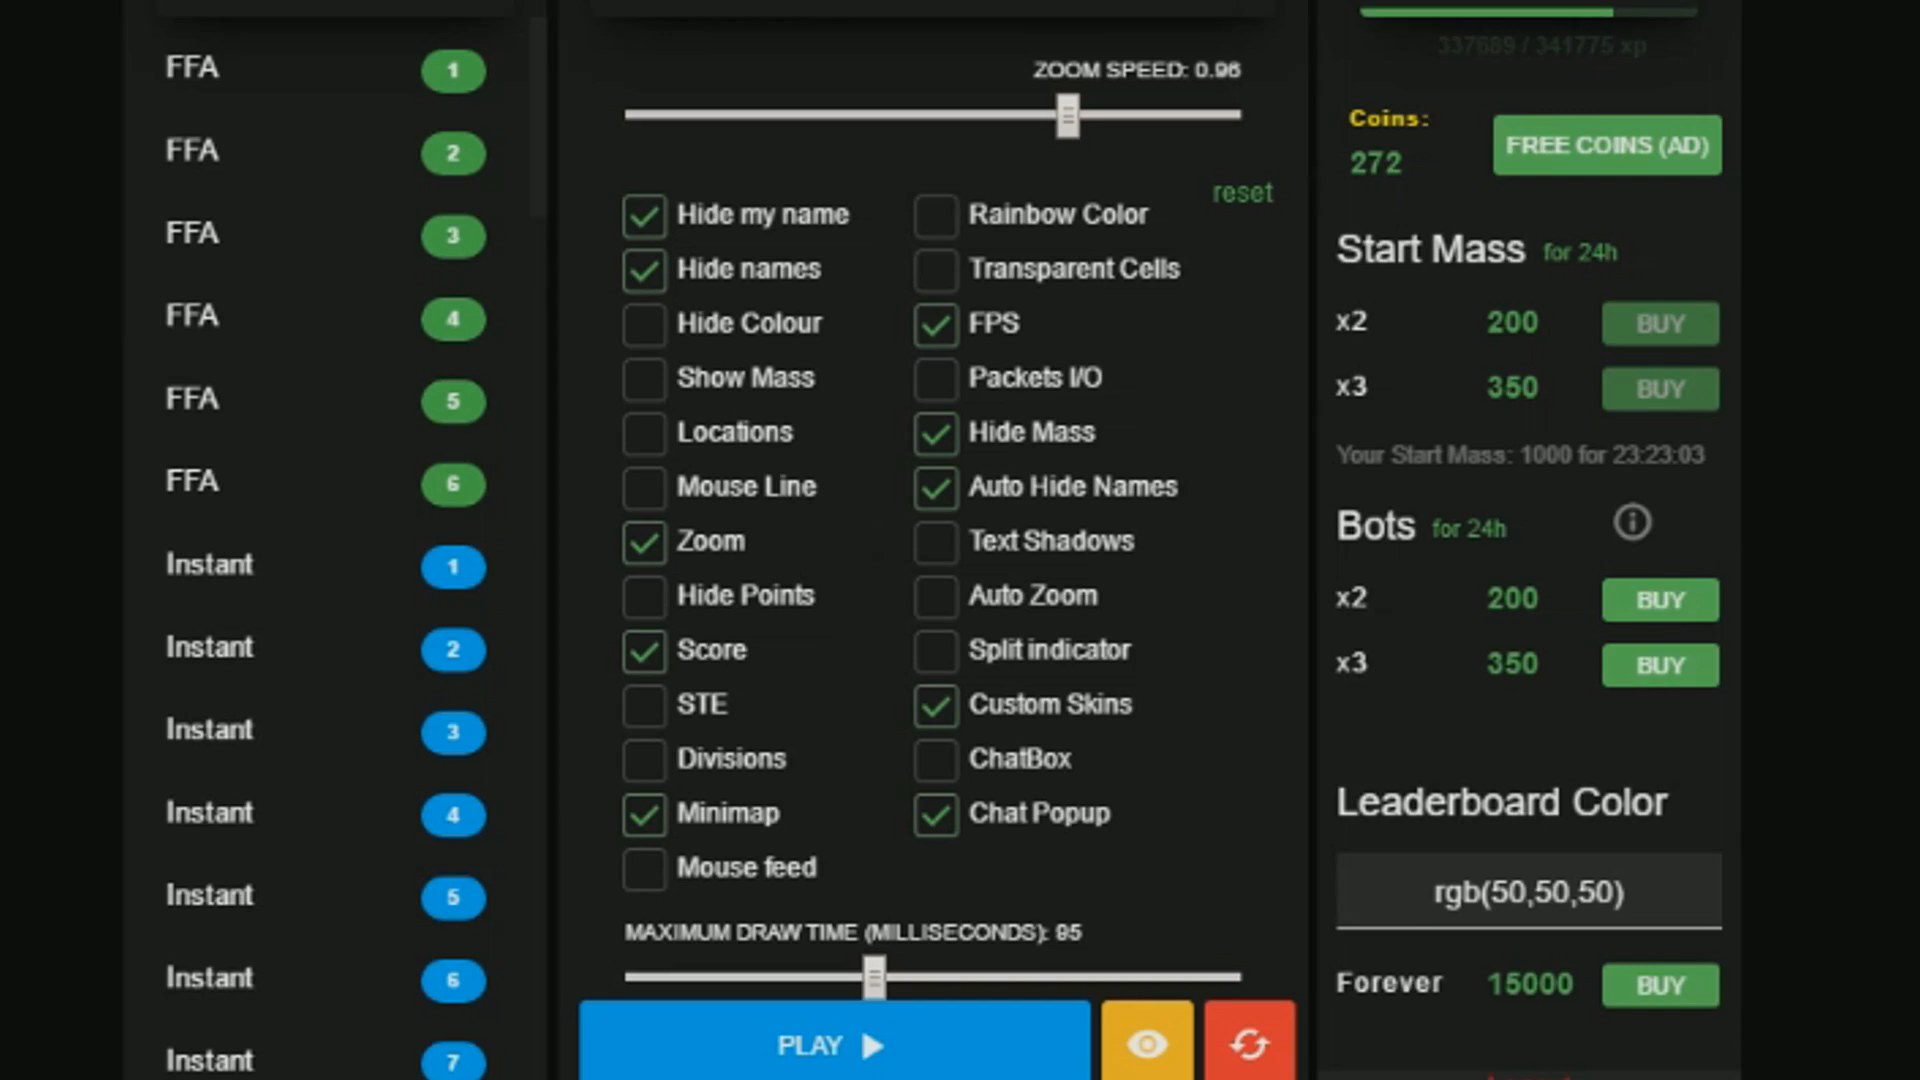 FFA 1
FFA 2
FFA 3
FFA 4
FFA 5
FFA 6
Instant 1
Instant 2
Instant 3
Instant 4
Instant 5
Instant 6
Instant 7
ZOOM SPEED: 0.96
reset
Hide my name
Hide names
Hide Colour
Show Mass
Locations
Mouse Line
Zoom
Hide Points
Score
STE
Divisions
Minimap
Mouse feed
Rainbow Color
Transparent Cells
FPS
Packets I/O
Hide Mass
Auto Hide Names
Text Shadows
Auto Zoom
Split indicator
Custom Skins
ChatBox
Chat Popup
MAXIMUM DRAW TIME (MILLISECONDS): 95
PLAY
337689 / 341775 xp
Coins:
272
FREE COINS (AD)
Start Mass for 24h
x2 200 BUY
x3 350 BUY
Your Start Mass: 1000 for 23:23:03
Bots for 24h
x2 200 BUY
x3 350 BUY
Leaderboard Color
rgb(50,50,50)
Forever 15000 BUY